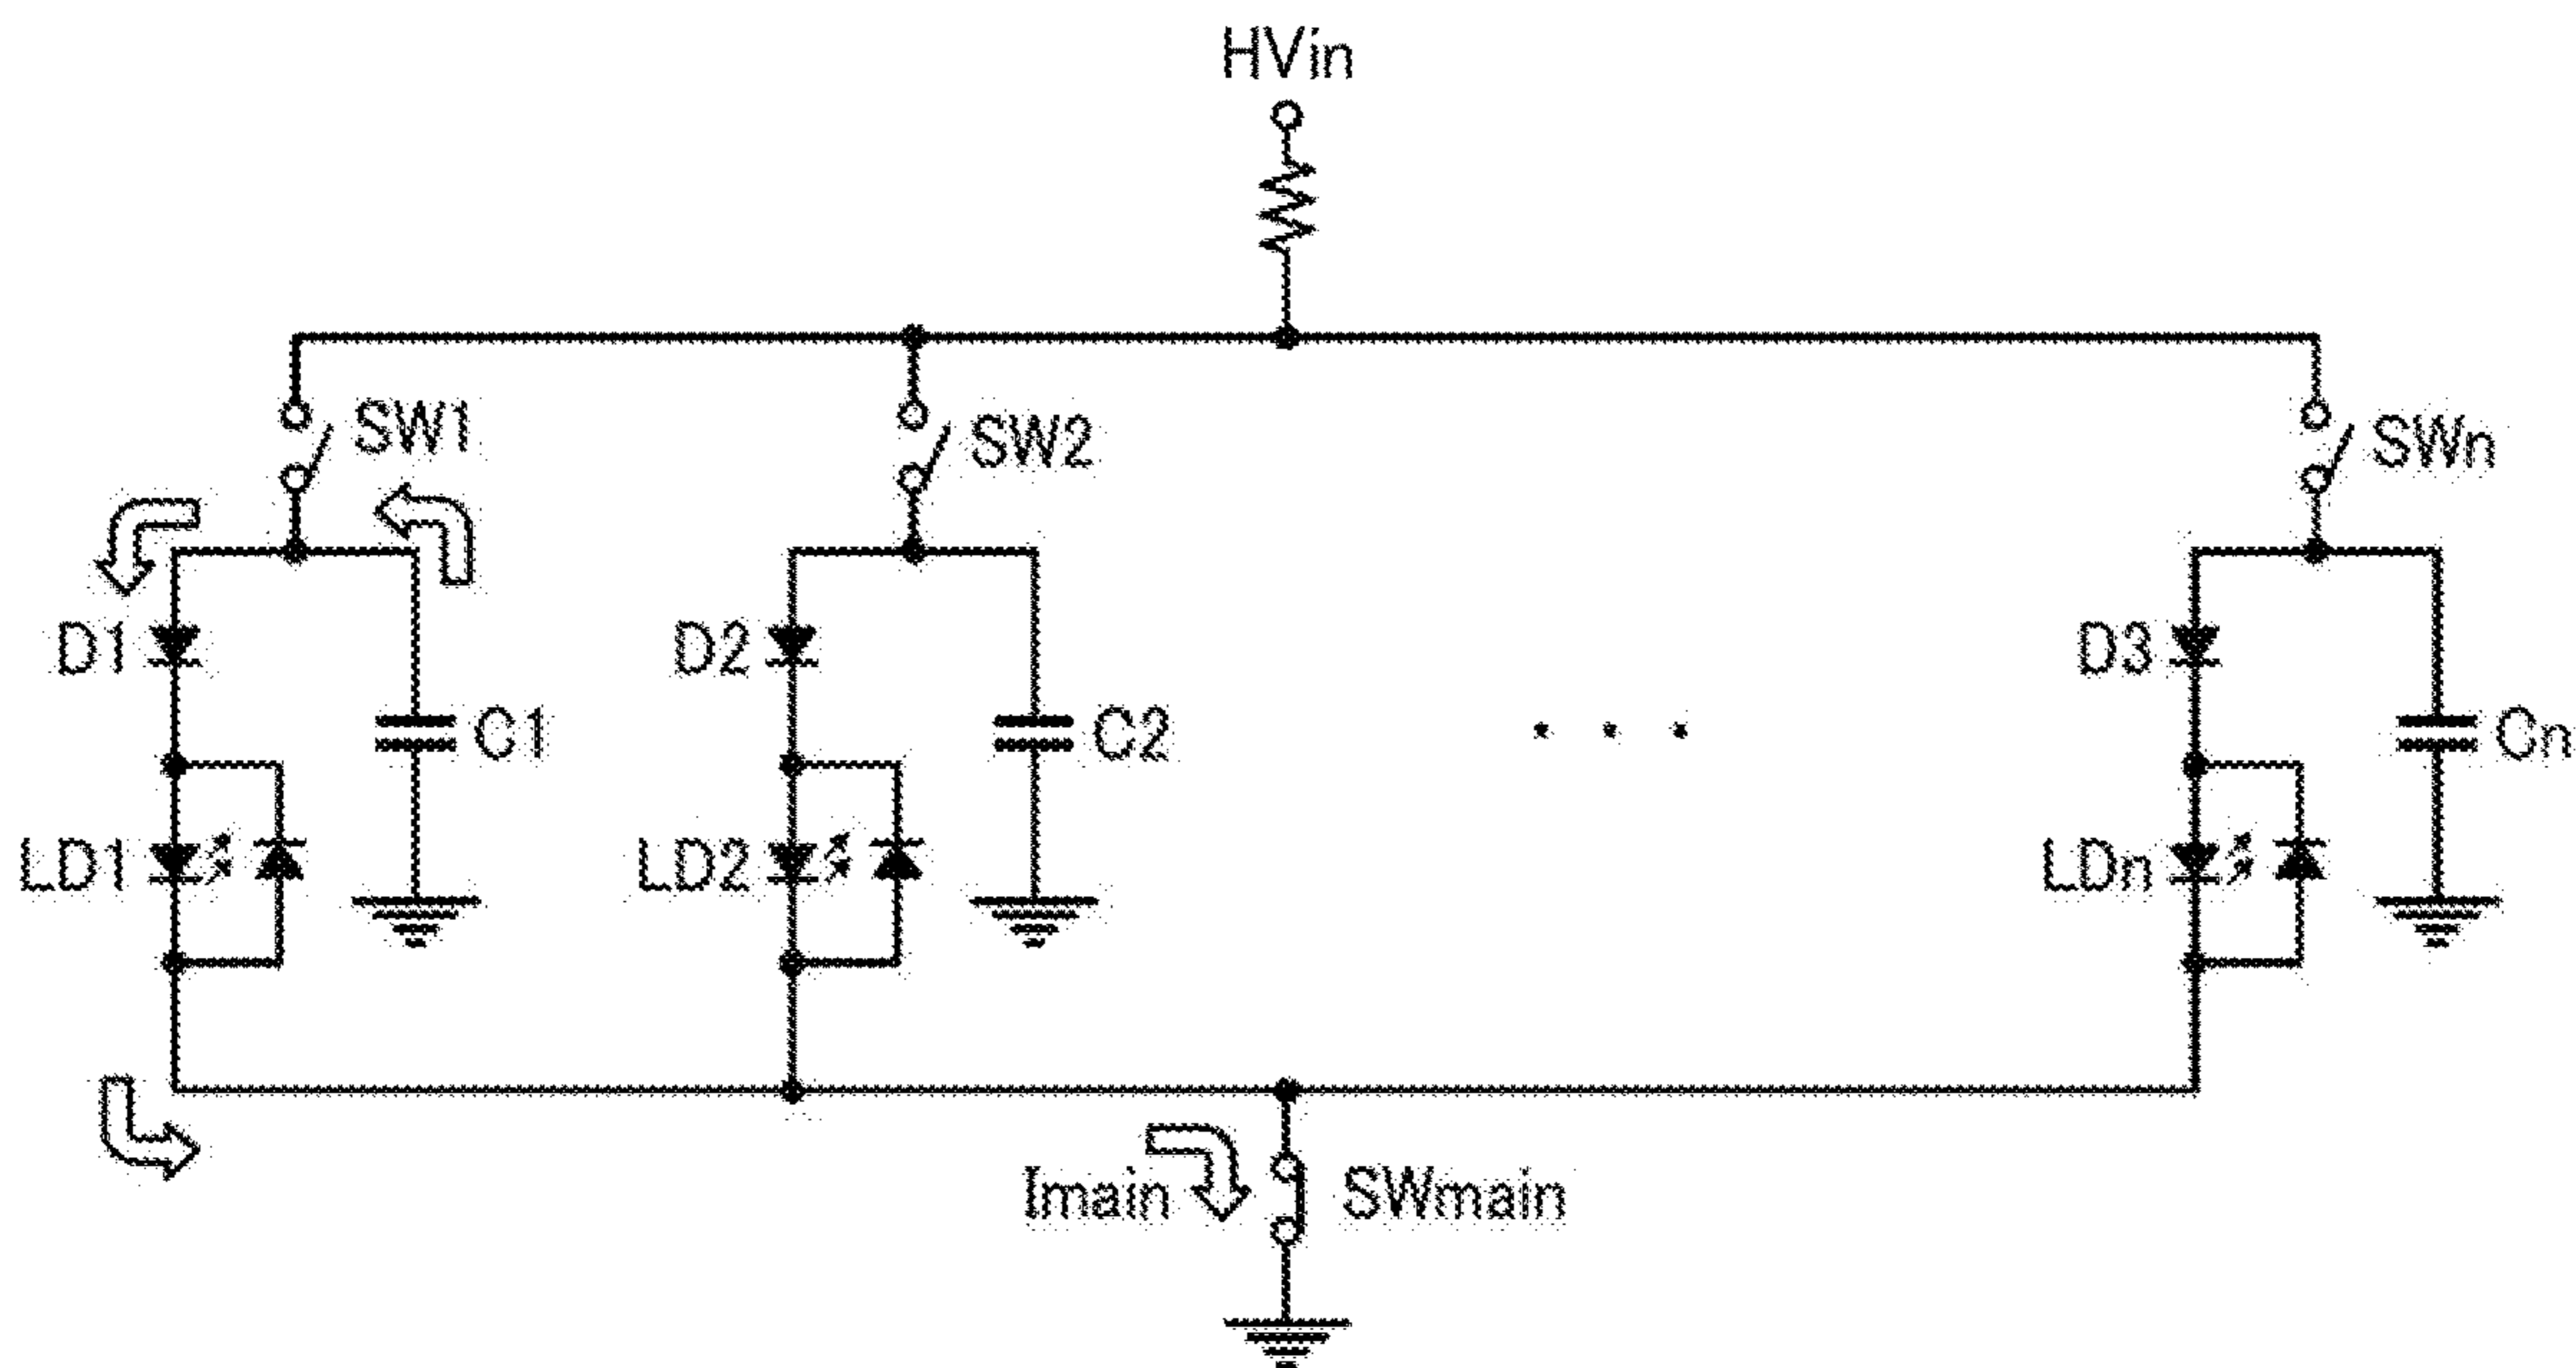 HVin
SW1
SW2
SWn
D1
D2
D3
C1
C2
Cn
LD1
LD2
LDn
Imain
SWmain